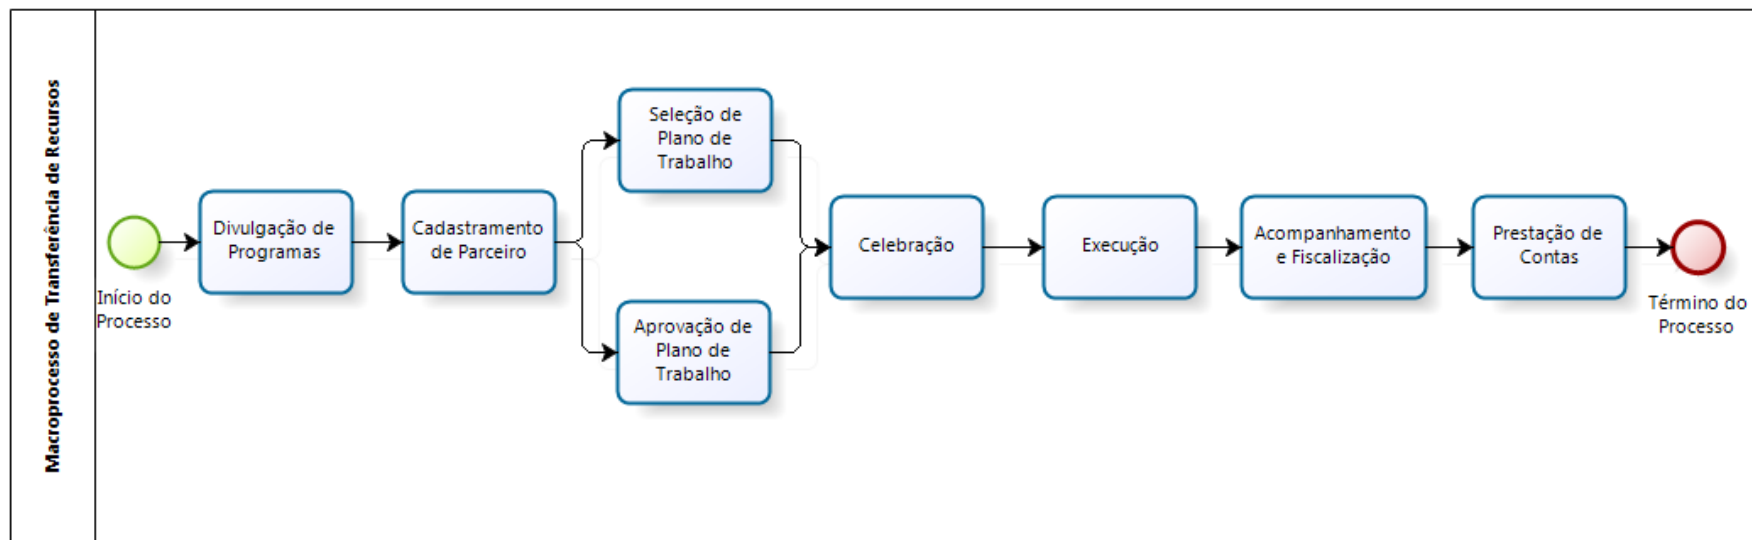 Macroprocesso de Transferência de Recursos
Início do
Processo
Divulgação de
Programas
Cadastramento
de Parceiro
Seleção de
Plano de
Trabalho
Aprovação de
Plano de
Trabalho
Celebração
Execução
Acompanhamento
e Fiscalização
Prestação de
Contas
Término do
Processo